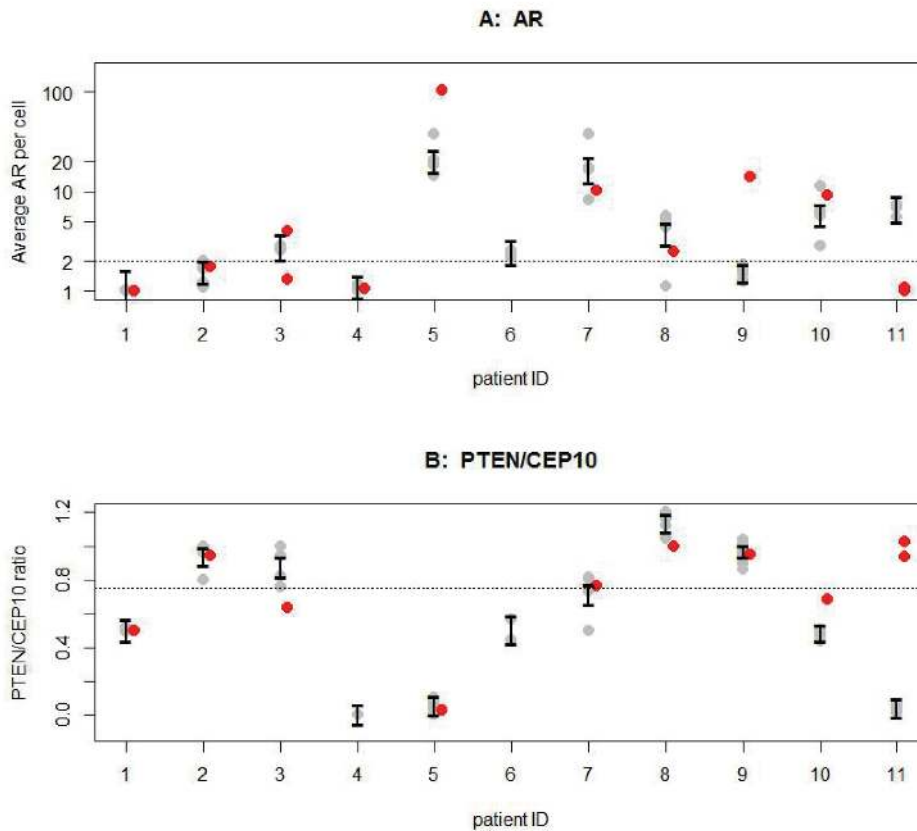 A: AR
Average AR per cell
100
20
10
5
2
1
1 2 3 4 5 6 7 8 9 10 11
patient ID
B: PTEN/CEP10
PTEN/CEP10 ratio
1.2
0.8
0.4
0.0
1 2 3 4 5 6 7 8 9 10 11
patient ID